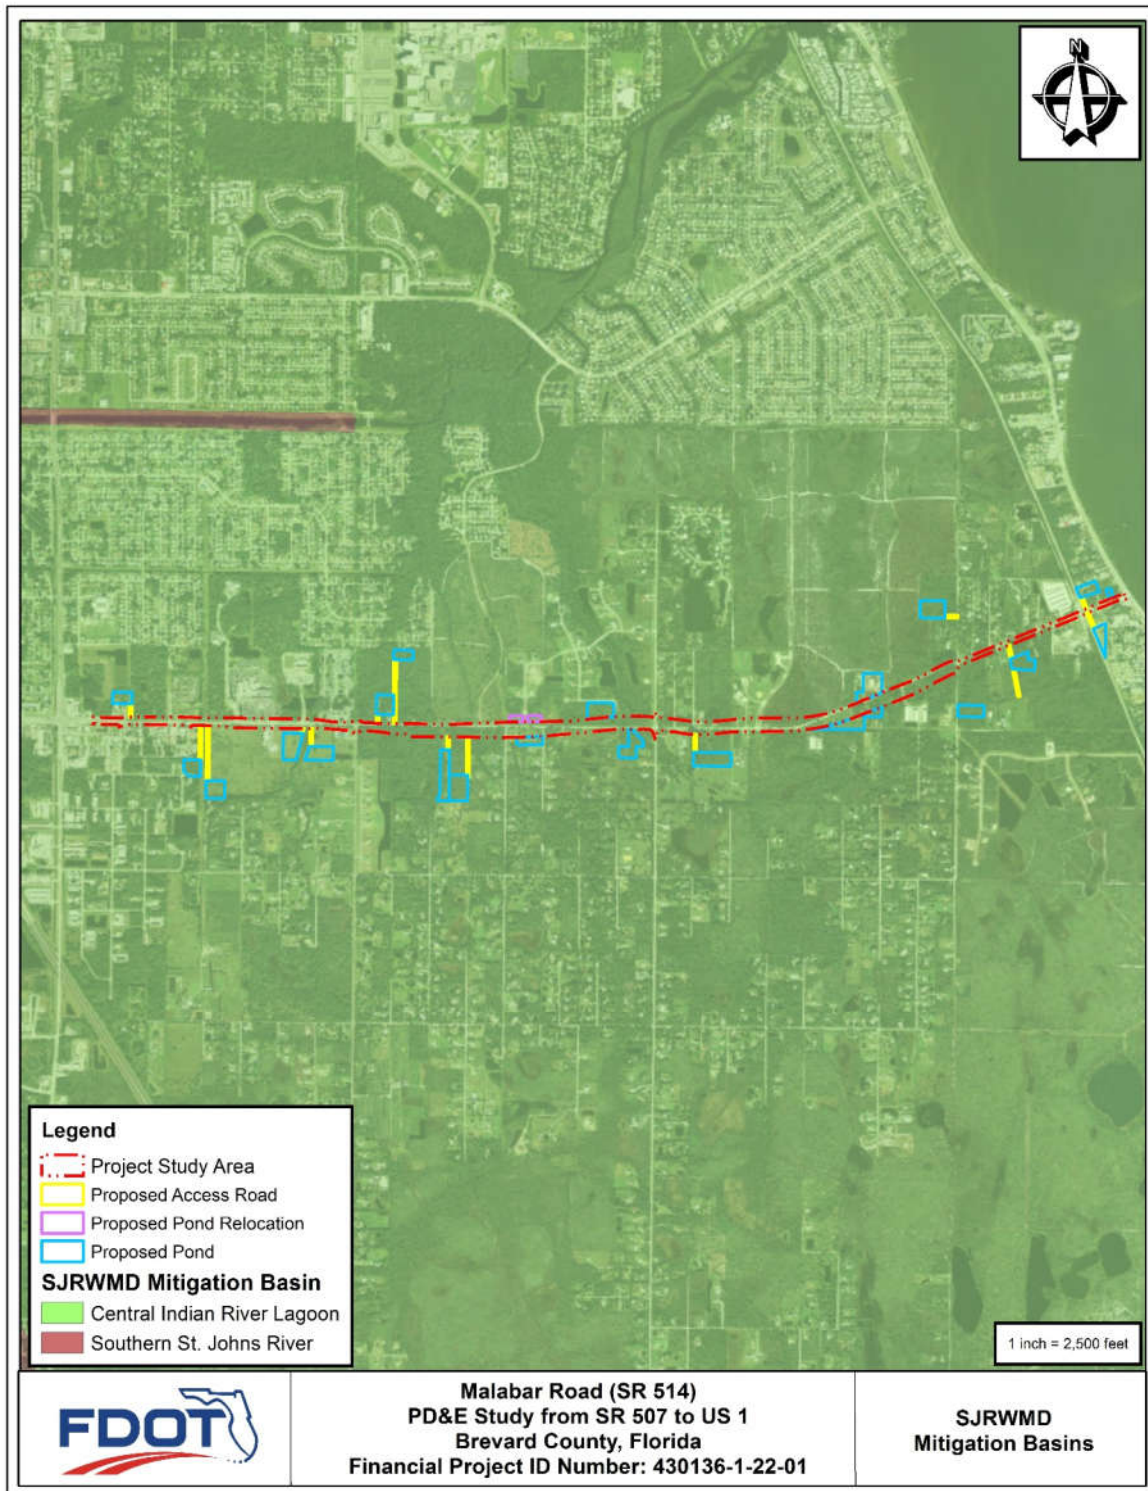 N
Legend
Project Study Area
Proposed Access Road
Proposed Pond Relocation
Proposed Pond
SJRWMD Mitigation Basin
Central Indian River Lagoon
Southern St. Johns River
1 inch = 2,500 feet
FDOT
Malabar Road (SR 514)
PD&E Study from SR 507 to US 1
Brevard County, Florida
Financial Project ID Number: 430136-1-22-01
SJRWMD
Mitigation Basins